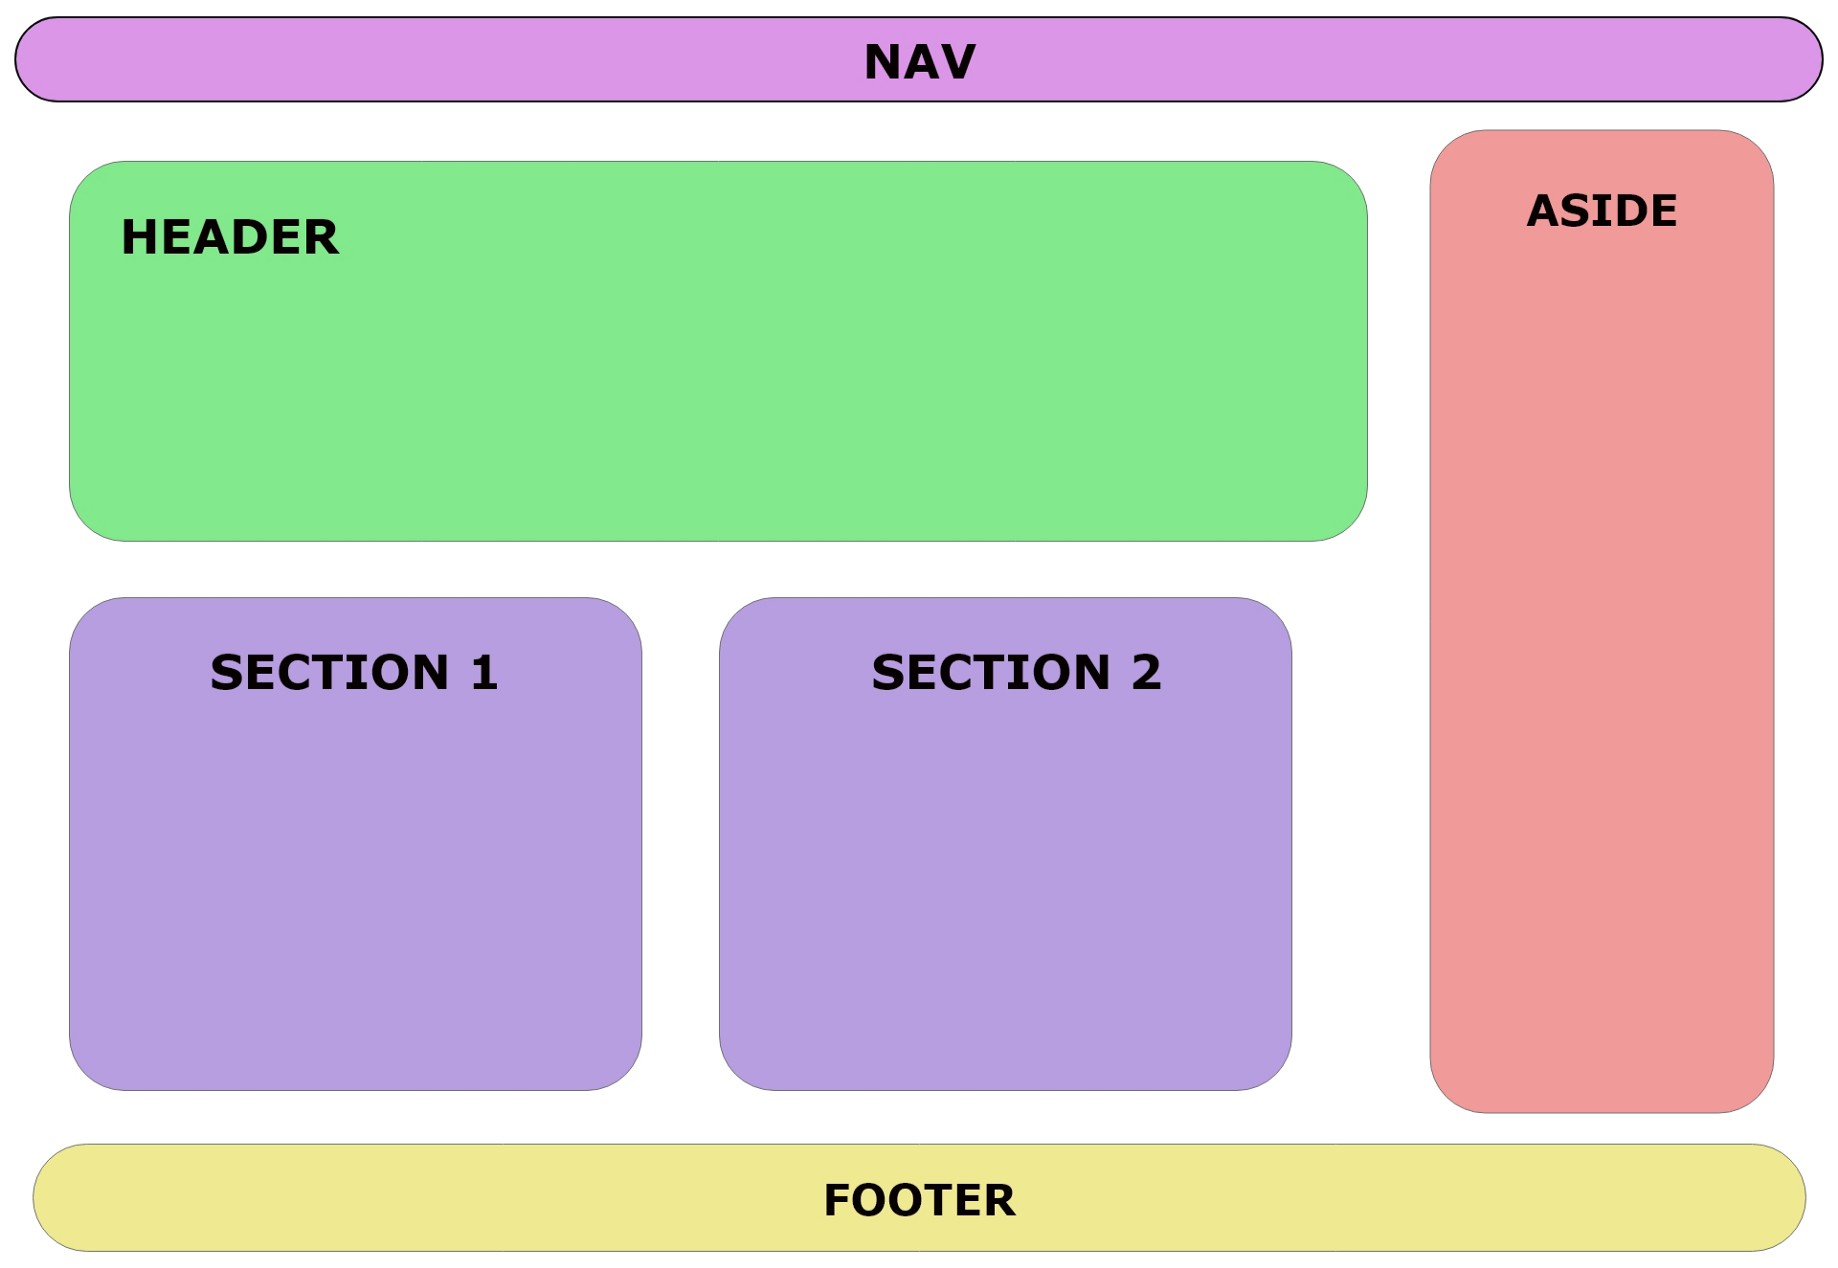 NAV
HEADER
ASIDE
SECTION 1
SECTION 2
FOOTER